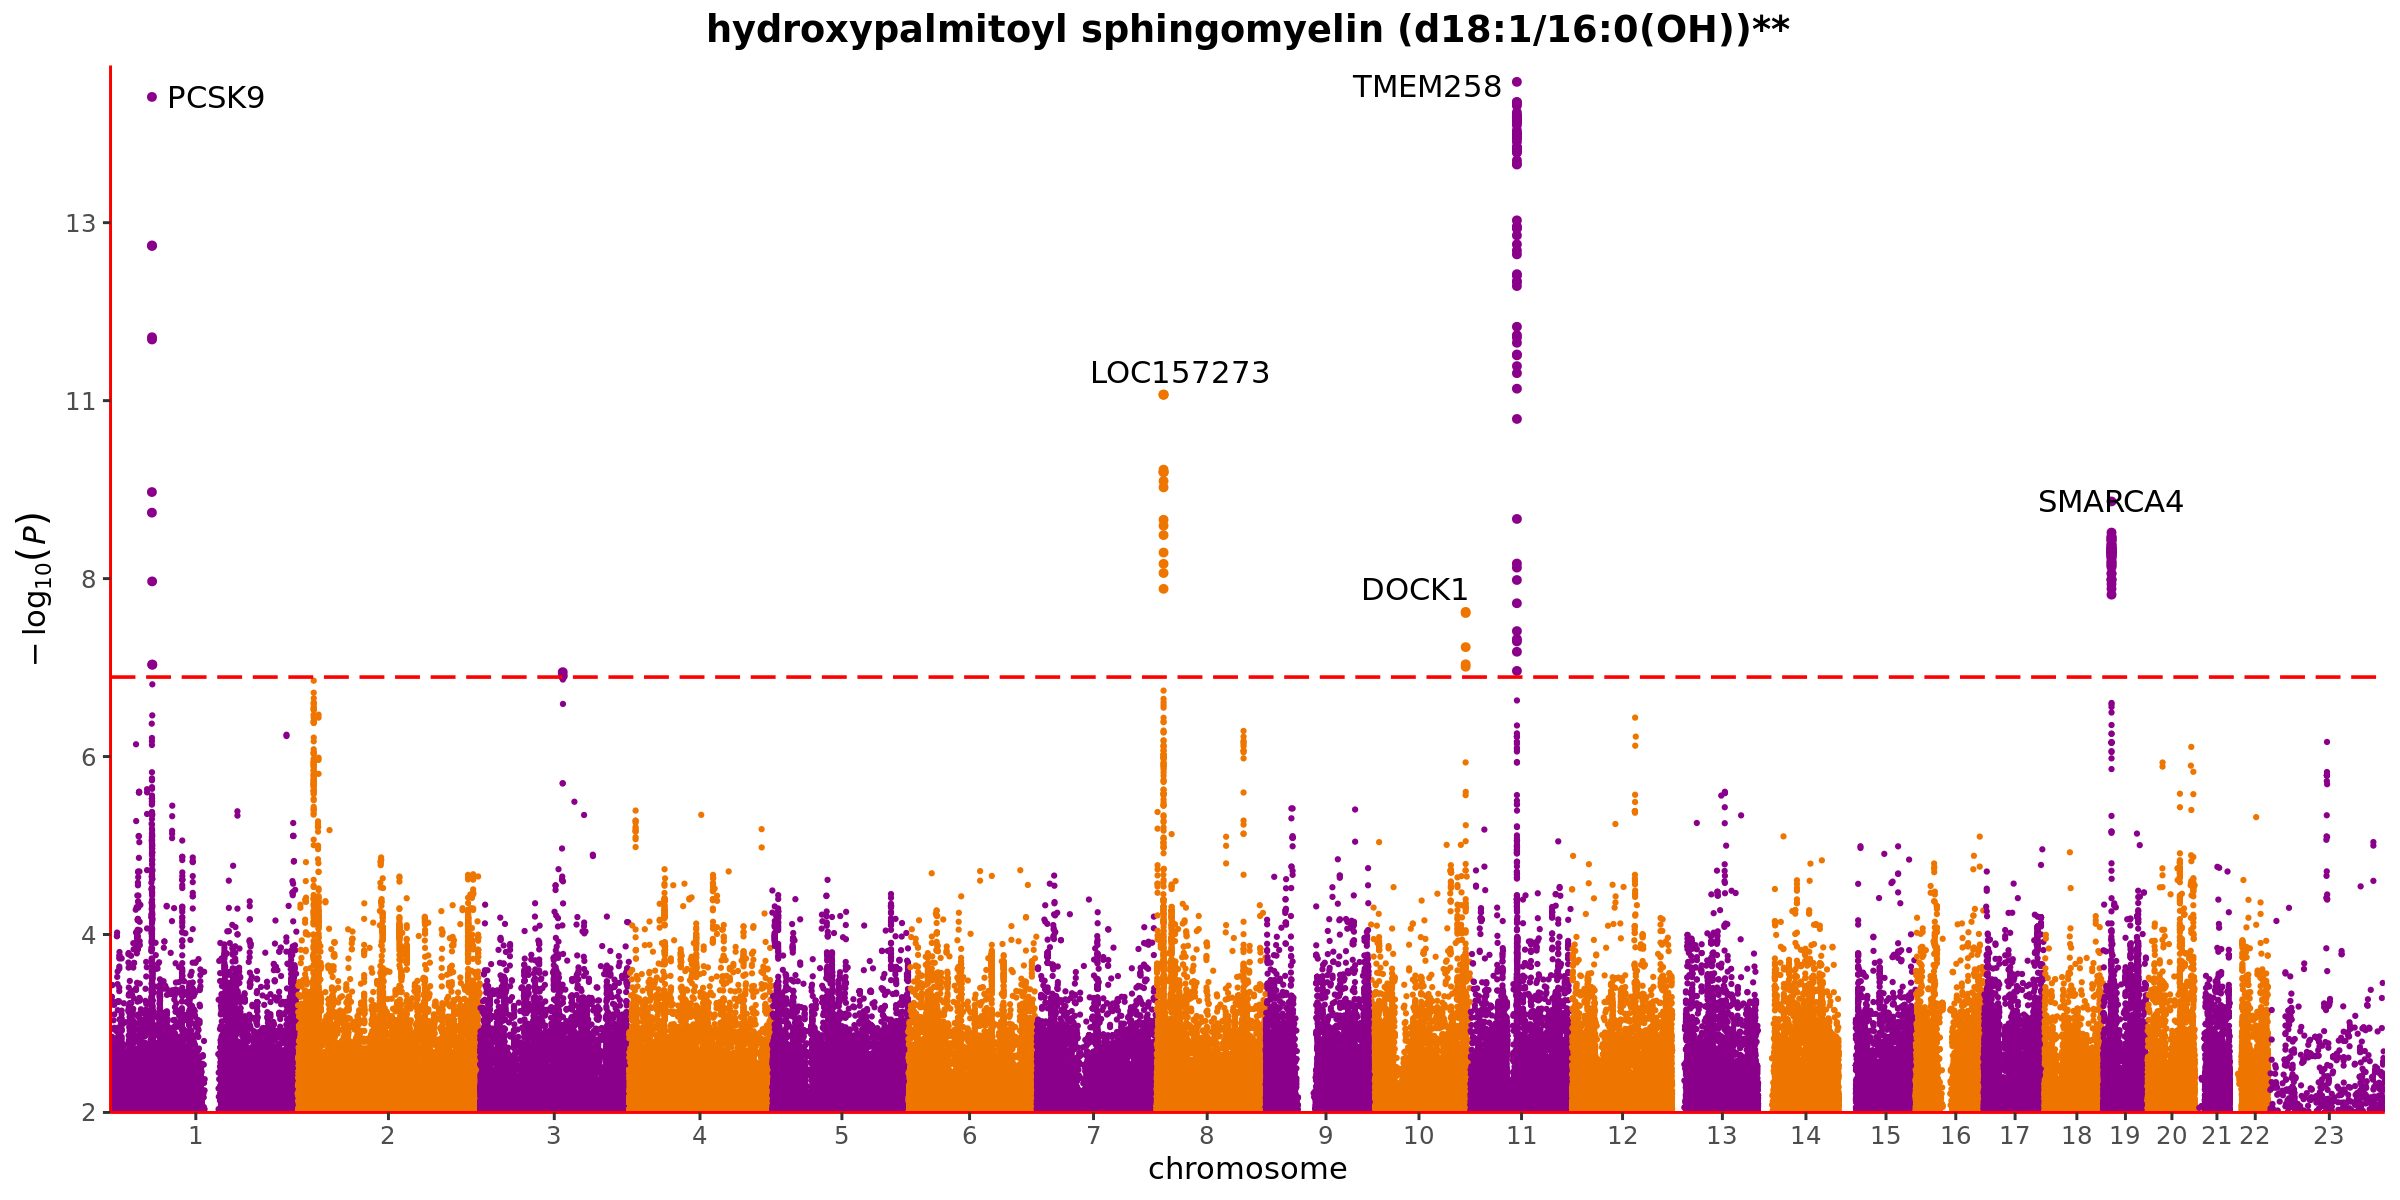 hydroxypalmitoyl sphingomyelin (d18:1/16:0(OH))**
PCSK9
TMEM258
LOC157273
SMARCA4
DOCK1
13
11
8
6
4
3
2
−log10(P)
1 2 3 4 5 6 7 8 9 10 11 12 13 14 15 16 17 18 19 20 21 22 23
chromosome